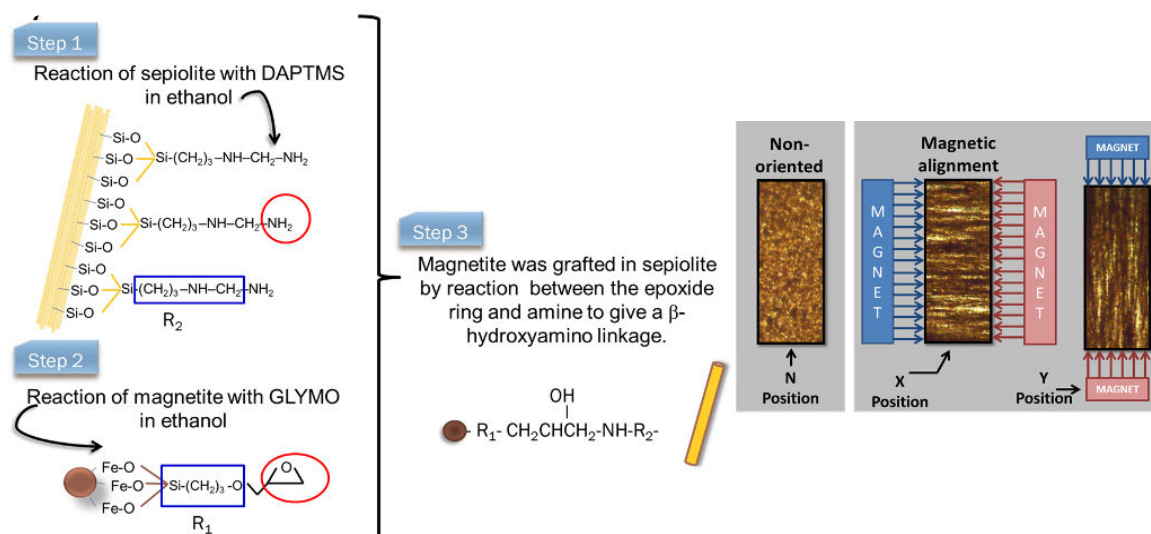 Step 1
Reaction of sepiolite with DAPTMS
in ethanol
Si-O
Si-O
Si-O
Si-(CH₂)₃-NH-CH₂-NH₂
Si-O
Si-O
Si-O
Si-(CH₂)₃-NH-CH₂-NH₂
Si-O
Si-O
Si-O
Si-(CH₂)₃-NH-CH₂-NH₂
R₂
Step 2
Reaction of magnetite with GLYMO
in ethanol
Fe-O
Fe-O
Fe-O
Si-(CH₂)₃-O
O
R₁
Step 3
Magnetite was grafted in sepiolite
by reaction between the epoxide
ring and amine to give a β-
hydroxyamino linkage.
OH
R₁- CH₂CHCH₂-NH-R₂-
Non-
oriented
N
Position
Magnetic
alignment
MAGNET
MAGNET
X
Position
MAGNET
Y
Position
MAGNET